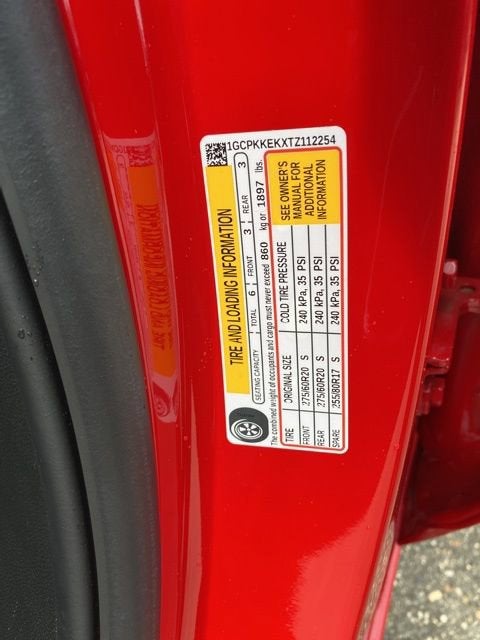 1GCPKKEKXTZ112254
TIRE AND LOADING INFORMATION
SEATING CAPACITY TOTAL 6 FRONT 3 REAR 3
The combined weight of occupants and cargo must never exceed 860 kg or 1897 lbs.
TIRE ORIGINAL SIZE COLD TIRE PRESSURE
FRONT 275/60R20 S 240 kPa, 35 PSI
REAR 275/60R20 S 240 kPa, 35 PSI
SPARE 255/80R17 S 240 kPa, 35 PSI
SEE OWNER'S
MANUAL FOR
ADDITIONAL
INFORMATION